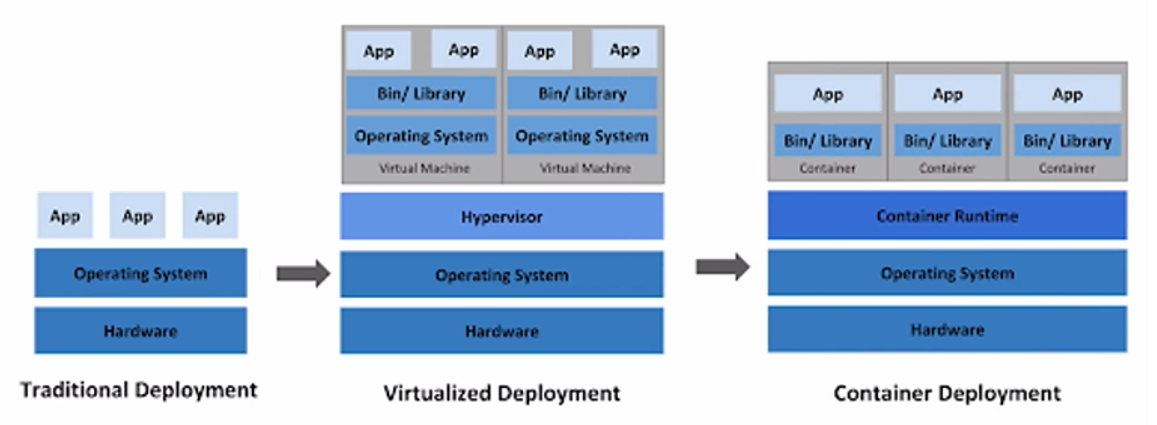 App App App
Operating System
Hardware
Traditional Deployment
App App App App
Bin/ Library Bin/ Library
Operating System Operating System
Virtual Machine Virtual Machine
Hypervisor
Operating System
Hardware
Virtualized Deployment
App App App
Bin/ Library Bin/ Library Bin/ Library
Container Container Container
Container Runtime
Operating System
Hardware
Container Deployment